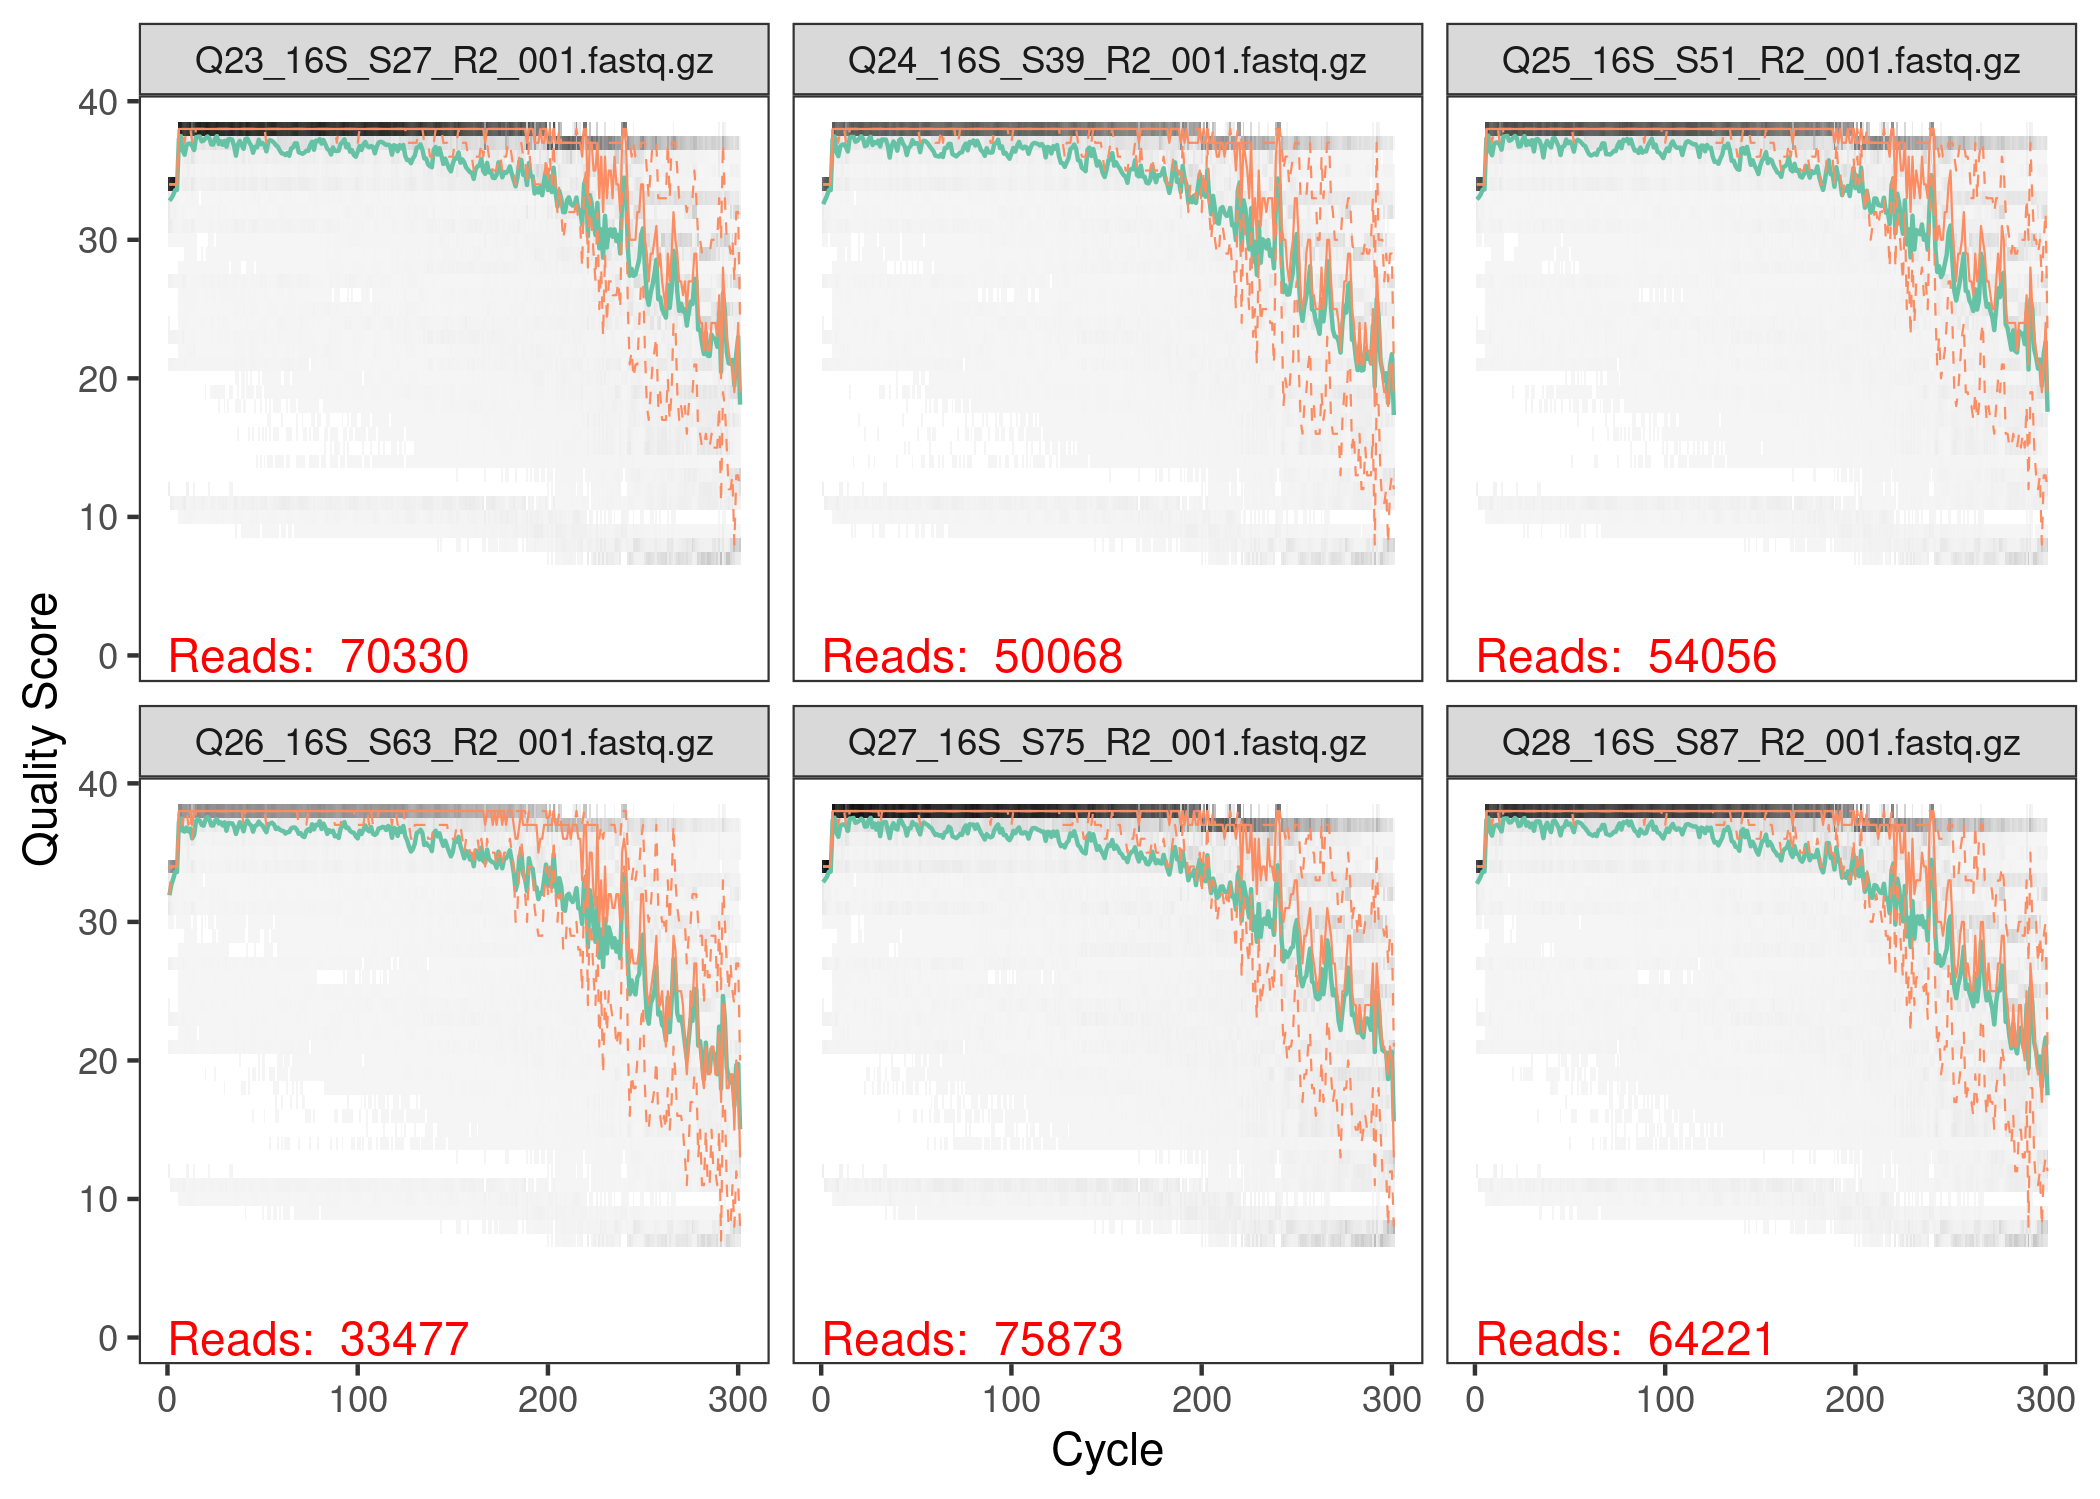 Q23_16S_S27_R2_001.fastq.gz
Q24_16S_S39_R2_001.fastq.gz
Q25_16S_S51_R2_001.fastq.gz
40
30
20
10
0
Reads: 70330
Reads: 50068
Reads: 54056
Quality Score
Q26_16S_S63_R2_001.fastq.gz
Q27_16S_S75_R2_001.fastq.gz
Q28_16S_S87_R2_001.fastq.gz
40
30
20
10
0
Reads: 33477
Reads: 75873
Reads: 64221
0 100 200 300
0 100 200 300
0 100 200 300
Cycle